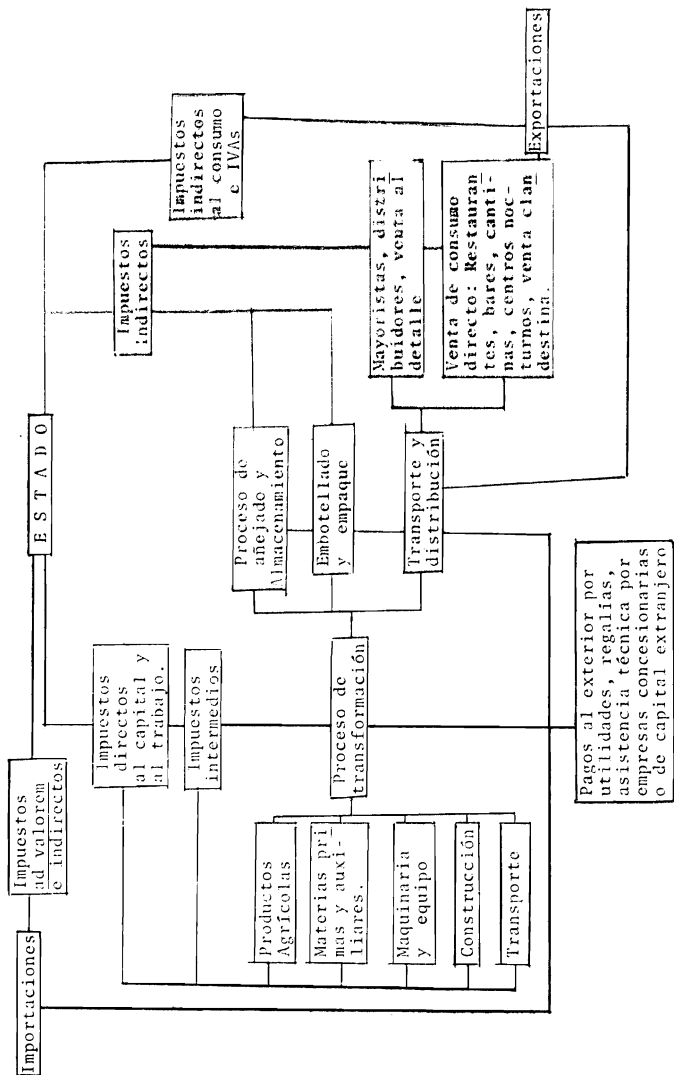 E S T A D O
Importaciones
Impuestos
ad valorem
e indirectos
Impuestos
directos
al capital y
al trabajo.
Impuestos
intermedios
Impuestos
Indirectos
Impuestos
indirectos
al consumo
e IVAs
Productos
Agrícolas
Materias pri
mas y auxi-
liares.
Maquinaria
y equipo
Construcción
Transporte
Proceso de
transformación
Proceso de
añejado y
Almacenamiento
Embotellado
y empaque
Transporte y
distribución
Mayoristas, distri
buidores, venta al
detalle
Venta de consumo
directo: Restauran
tes, bares, canti-
nas, centros noc-
turnos, venta clan
destina.
Exportaciones
Pagos al exterior por
utilidades, regalías,
asistencia técnica por
empresas concesionarias
o de capital extranjero